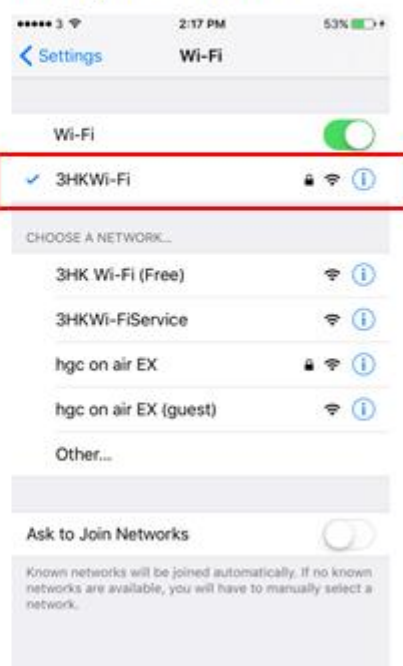 3 2:17 PM 53%
Settings Wi-Fi
Wi-Fi
3HKWi-Fi
CHOOSE A NETWORK...
3HK Wi-Fi (Free)
3HKWi-FiService
hgc on air EX
hgc on air EX (guest)
Other...
Ask to Join Networks
Known networks will be joined automatically. If no known
networks are available, you will have to manually select a
network.